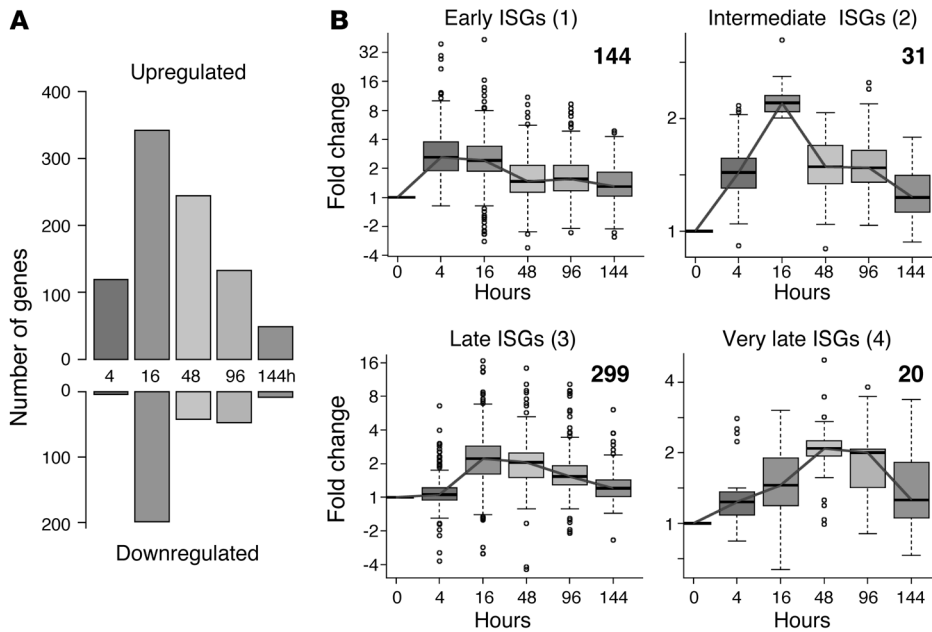 A
Upregulated
400
300
200
100
0
4 16 48 96 144h
0
100
200
Number of genes
Downregulated
B
Early ISGs (1)
144
Fold change
32
16
8
4
2
1
-2
-4
0 4 16 48 96 144
Hours
Intermediate ISGs (2)
31
2
1
0 4 16 48 96 144
Hours
Late ISGs (3)
299
Fold change
16
8
4
2
1
-2
-4
0 4 16 48 96 144
Hours
Very late ISGs (4)
20
4
2
1
0 4 16 48 96 144
Hours